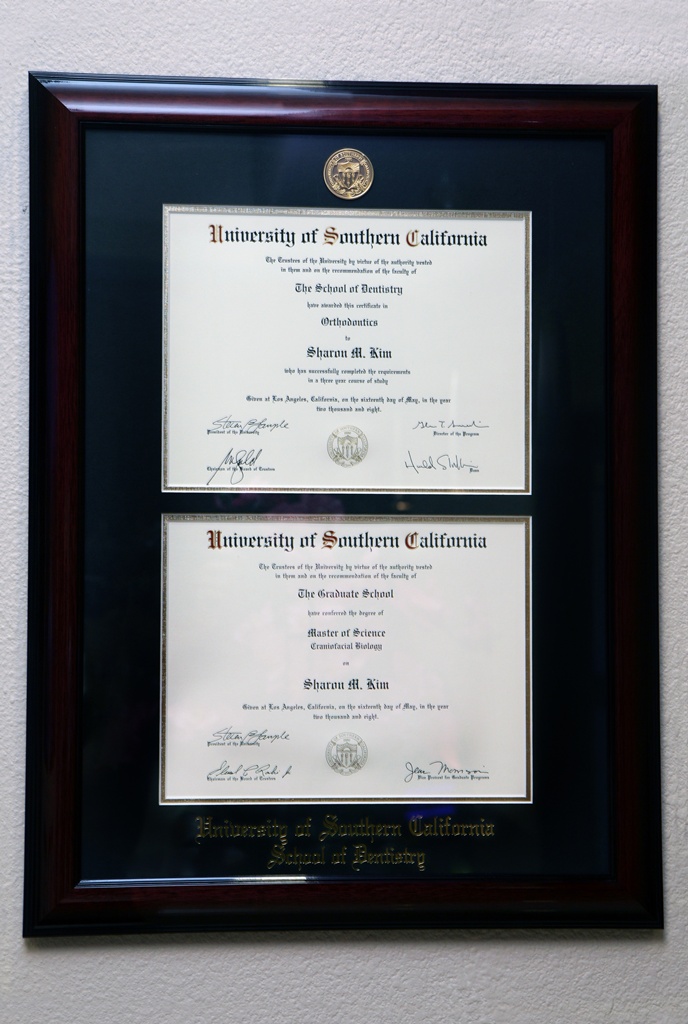 University of Southern California
The Trustees of the University by virtue of the authority vested
in them and on the recommendation of the faculty of
The School of Dentistry
have awarded this certificate in
Orthodontics
to
Sharon M. Kim
who has successfully completed the requirements
in a three year course of study
Given at Los Angeles, California, on the sixteenth day of May, in the year
two thousand and eight.
President of the University
Director of the Program
Chairman of the Board of Trustees
Dean
University of Southern California
The Trustees of the University by virtue of the authority vested
in them and on the recommendation of the faculty of
The Graduate School
have conferred the degree of
Master of Science
Craniofacial Biology
on
Sharon M. Kim
Given at Los Angeles, California, on the sixteenth day of May, in the year
two thousand and eight.
President of the University
Chairman of the Board of Trustees
Vice Provost for Graduate Programs
University of Southern California
School of Dentistry